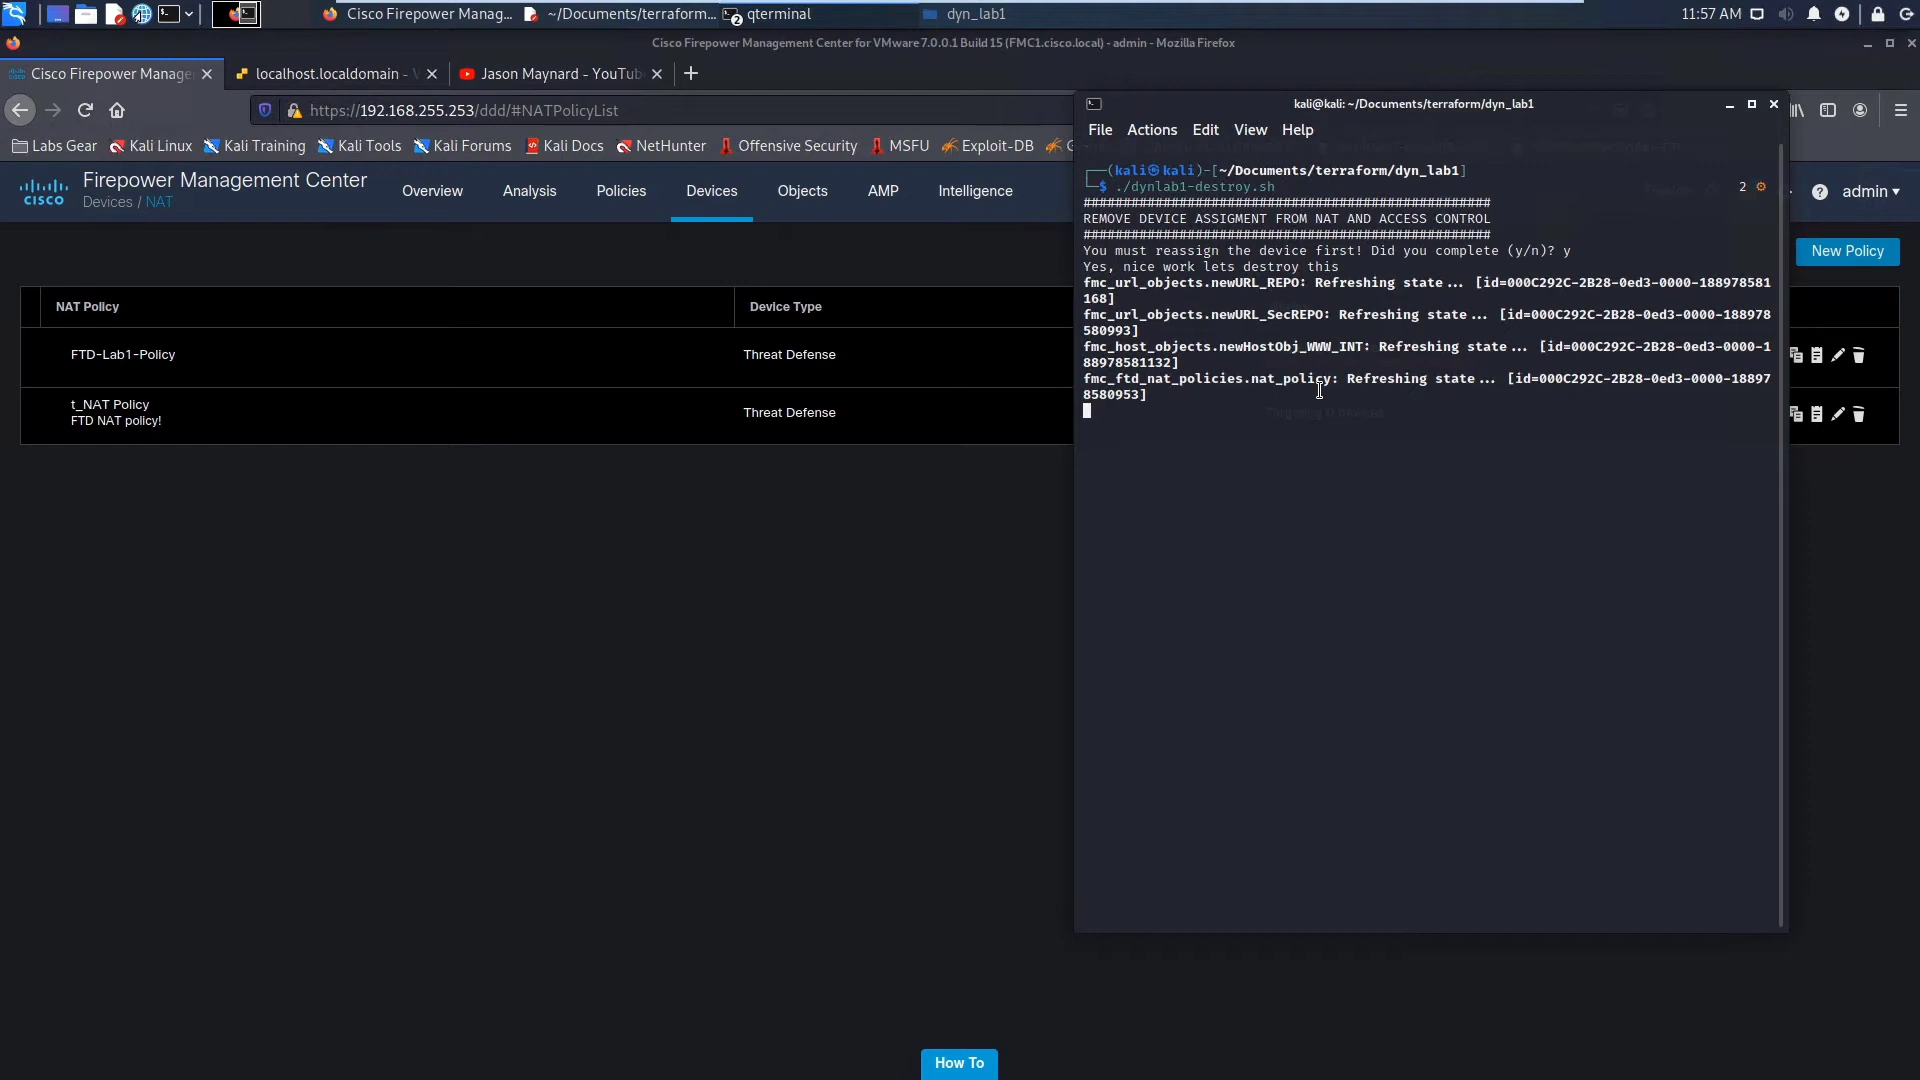 Cisco Firepower Manag...
~/Documents/terraform...
2
qterminal
dyn_lab1
11:57 AM
Cisco Firepower Management Center for VMware 7.0.0.1 Build 15 (FMC1.cisco.local) - admin - Mozilla Firefox
Cisco Firepower Manage
localhost.localdomain -
Jason Maynard - YouTub
https://192.168.255.253/ddd/#NATPolicyList
Labs Gear
Kali Linux
Kali Training
Kali Tools
Kali Forums
Kali Docs
NetHunter
Offensive Security
MSFU
Exploit-DB
G
CISCO
Firepower Management Center
Devices / NAT
Overview
Analysis
Policies
Devices
Objects
AMP
Intelligence
admin
New Policy
NAT Policy
Device Type
FTD-Lab1-Policy
Threat Defense
t_NAT Policy
FTD NAT policy!
Threat Defense
How To
kali@kali: ~/Documents/terraform/dyn_lab1
File Actions Edit View Help
┌──(kali㉿kali)-[~/Documents/terraform/dyn_lab1]
└─$ ./dynlab1-destroy.sh 2 ⚙
###################################################
REMOVE DEVICE ASSIGMENT FROM NAT AND ACCESS CONTROL
###################################################
You must reassign the device first! Did you complete (y/n)? y
Yes, nice work lets destroy this
fmc_url_objects.newURL_REPO: Refreshing state... [id=000C292C-2B28-0ed3-0000-188978581
168]
fmc_url_objects.newURL_SecREPO: Refreshing state... [id=000C292C-2B28-0ed3-0000-188978
580993]
fmc_host_objects.newHostObj_WWW_INT: Refreshing state... [id=000C292C-2B28-0ed3-0000-1
88978581132]
fmc_ftd_nat_policies.nat_policy: Refreshing state... [id=000C292C-2B28-0ed3-0000-18897
8580953]